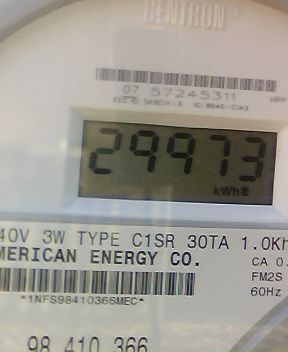 CENTRON®
07 57245311
29973
kWh
40V 3W TYPE C1SR 30TA 1.0Kh
MERICAN ENERGY CO.
CA 0.
FM2S
60Hz
*1NFS98410366MEC*
98 410 366